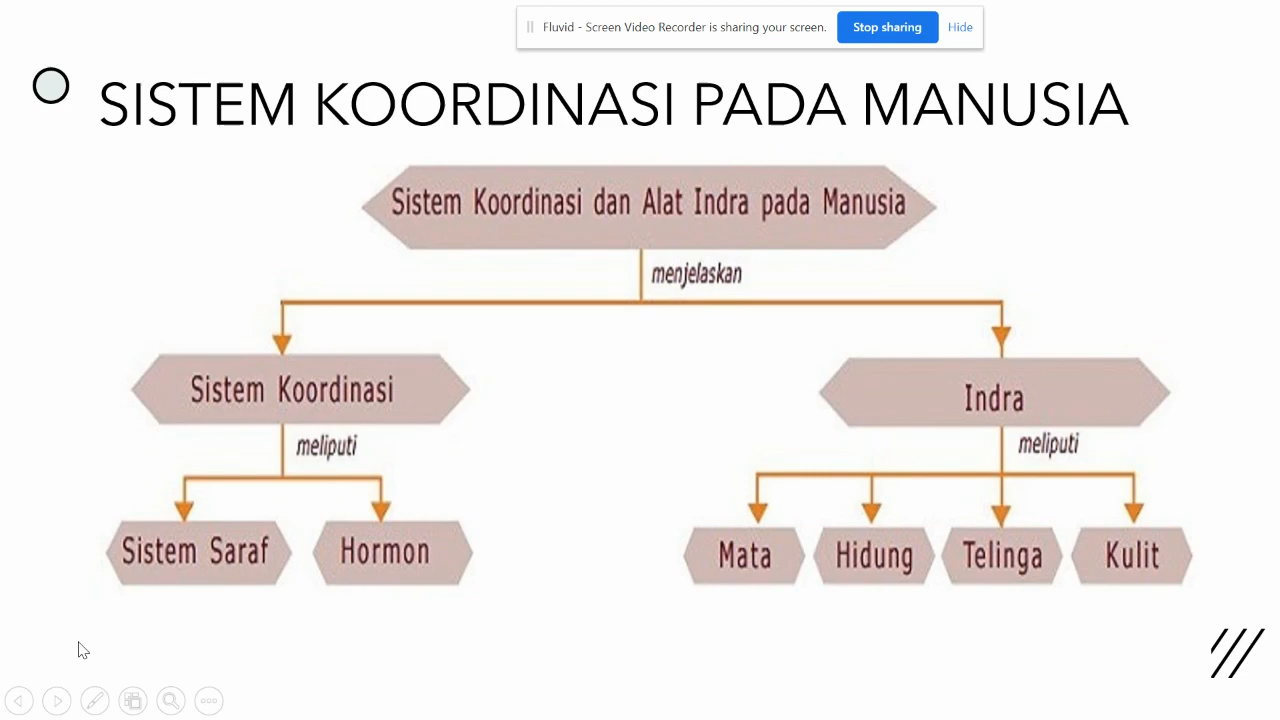 Fluvid - Screen Video Recorder is sharing your screen. Stop sharing Hide
SISTEM KOORDINASI PADA MANUSIA
Sistem Koordinasi dan Alat Indra pada Manusia
menjelaskan
Sistem Koordinasi
Indra
meliputi
meliputi
Sistem Saraf
Hormon
Mata
Hidung
Telinga
Kulit